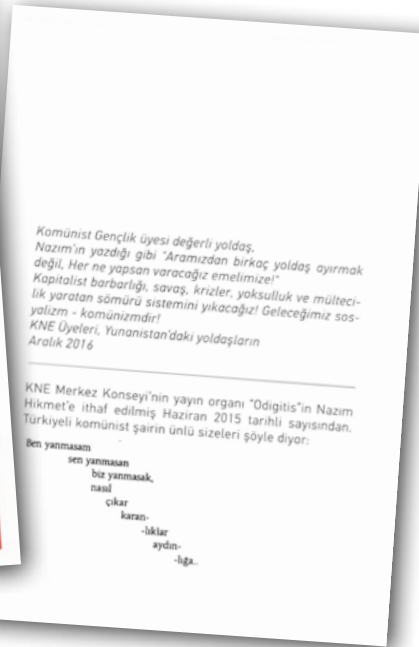 Komünist Gençlik üyesi değerli yoldaş,
Nazım'ın yazdığı gibi "Aramızdan birkaç yoldaş ayırmak
değil, Her ne yapsan varacağız emelimize!"
Kapitalist barbarlığı, savaş, krizler, yoksulluk ve mülteci-
lik yaratan sömürü sistemini yıkacağız! Geleceğimiz sos-
yalizm - komünizmdir!
KNE Üyeleri, Yunanistan'daki yoldaşların
Aralık 2016
KNE Merkez Konseyi'nin yayın organı "Odigitis"in Nazım
Hikmet'e ithaf edilmiş Haziran 2015 tarihli sayısından.
Türkiyeli komünist şairin ünlü sizeleri şöyle diyor:
Ben yanmasam
sen yanmasan
biz yanmasak,
nasıl
çıkar
karan-
-lıklar
aydın-
-lığa..